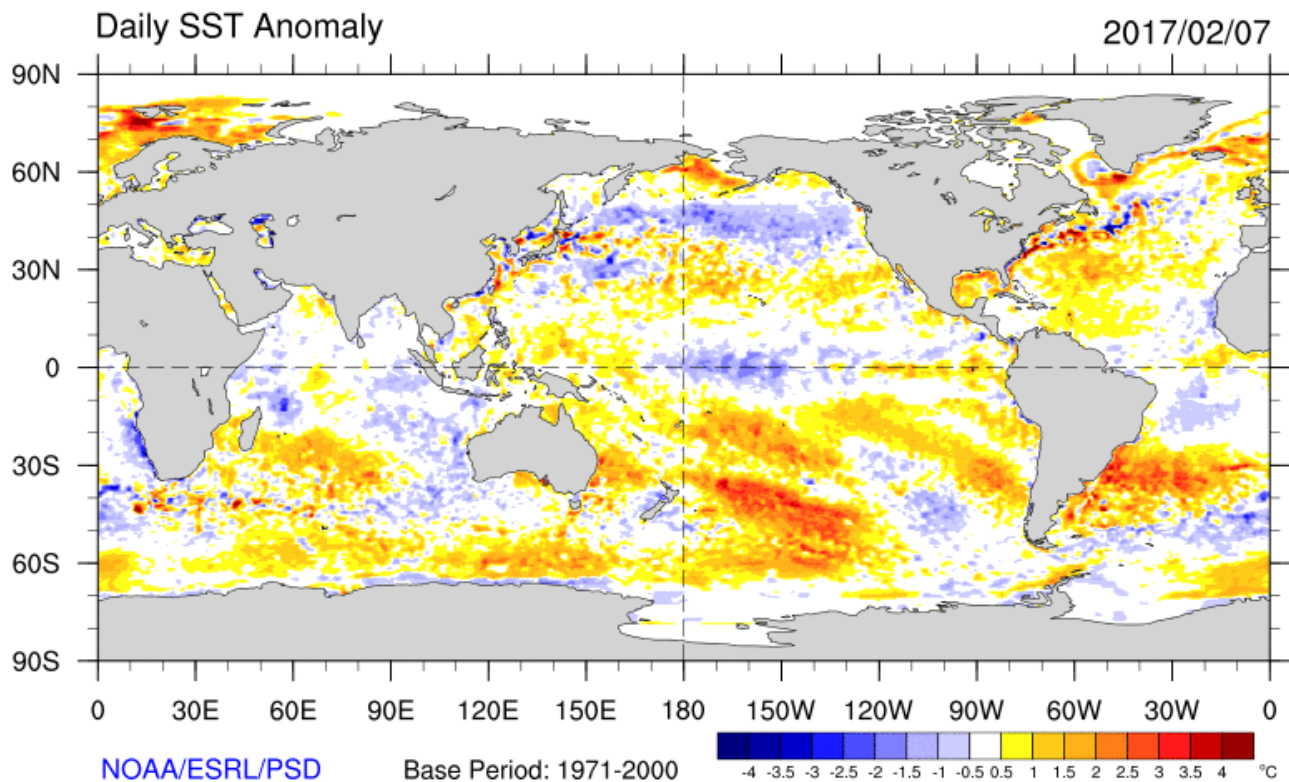 Daily SST Anomaly 2017/02/07
90N
60N
30N
0
30S
60S
90S
0 30E 60E 90E 120E 150E 180 150W 120W 90W 60W 30W 0
NOAA/ESRL/PSD Base Period: 1971-2000
-4 -3.5 -3 -2.5 -2 -1.5 -1 -0.5 0.5 1 1.5 2 2.5 3 3.5 4 °C